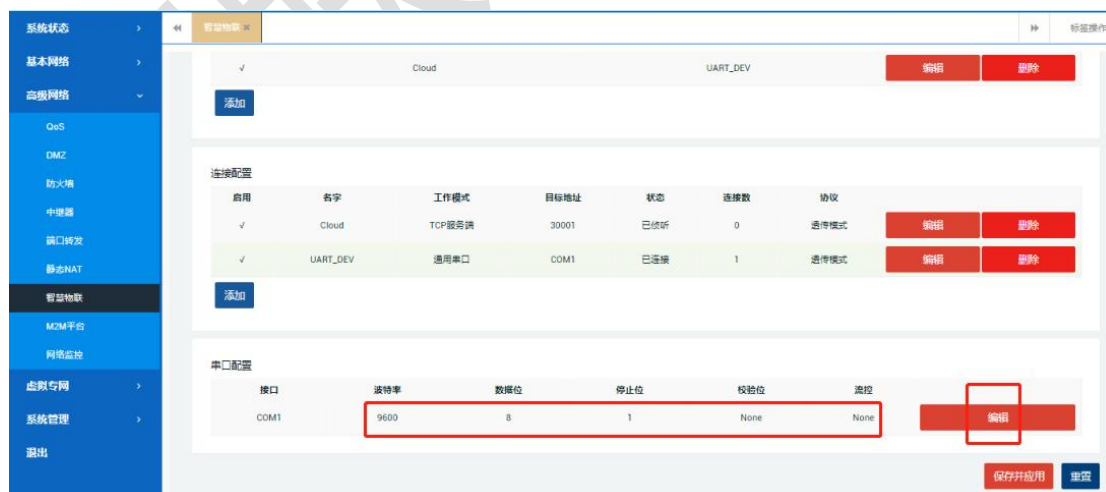 系统状态
智慧物联
标签操作
基本网络
√ Cloud UART_DEV 编辑 删除
高级网络
添加
QoS
DMZ
防火墙
中继器
端口转发
静态NAT
智慧物联
M2M平台
网络监控
虚拟专网
系统管理
退出
连接配置
启用 名字 工作模式 目标地址 状态 连接数 协议
√ Cloud TCP服务端 30001 已侦听 0 透传模式 编辑 删除
√ UART_DEV 通用串口 COM1 已连接 1 透传模式 编辑 删除
添加
串口配置
接口 波特率 数据位 停止位 校验位 流控
COM1 9600 8 1 None None 编辑
保存并应用 重置